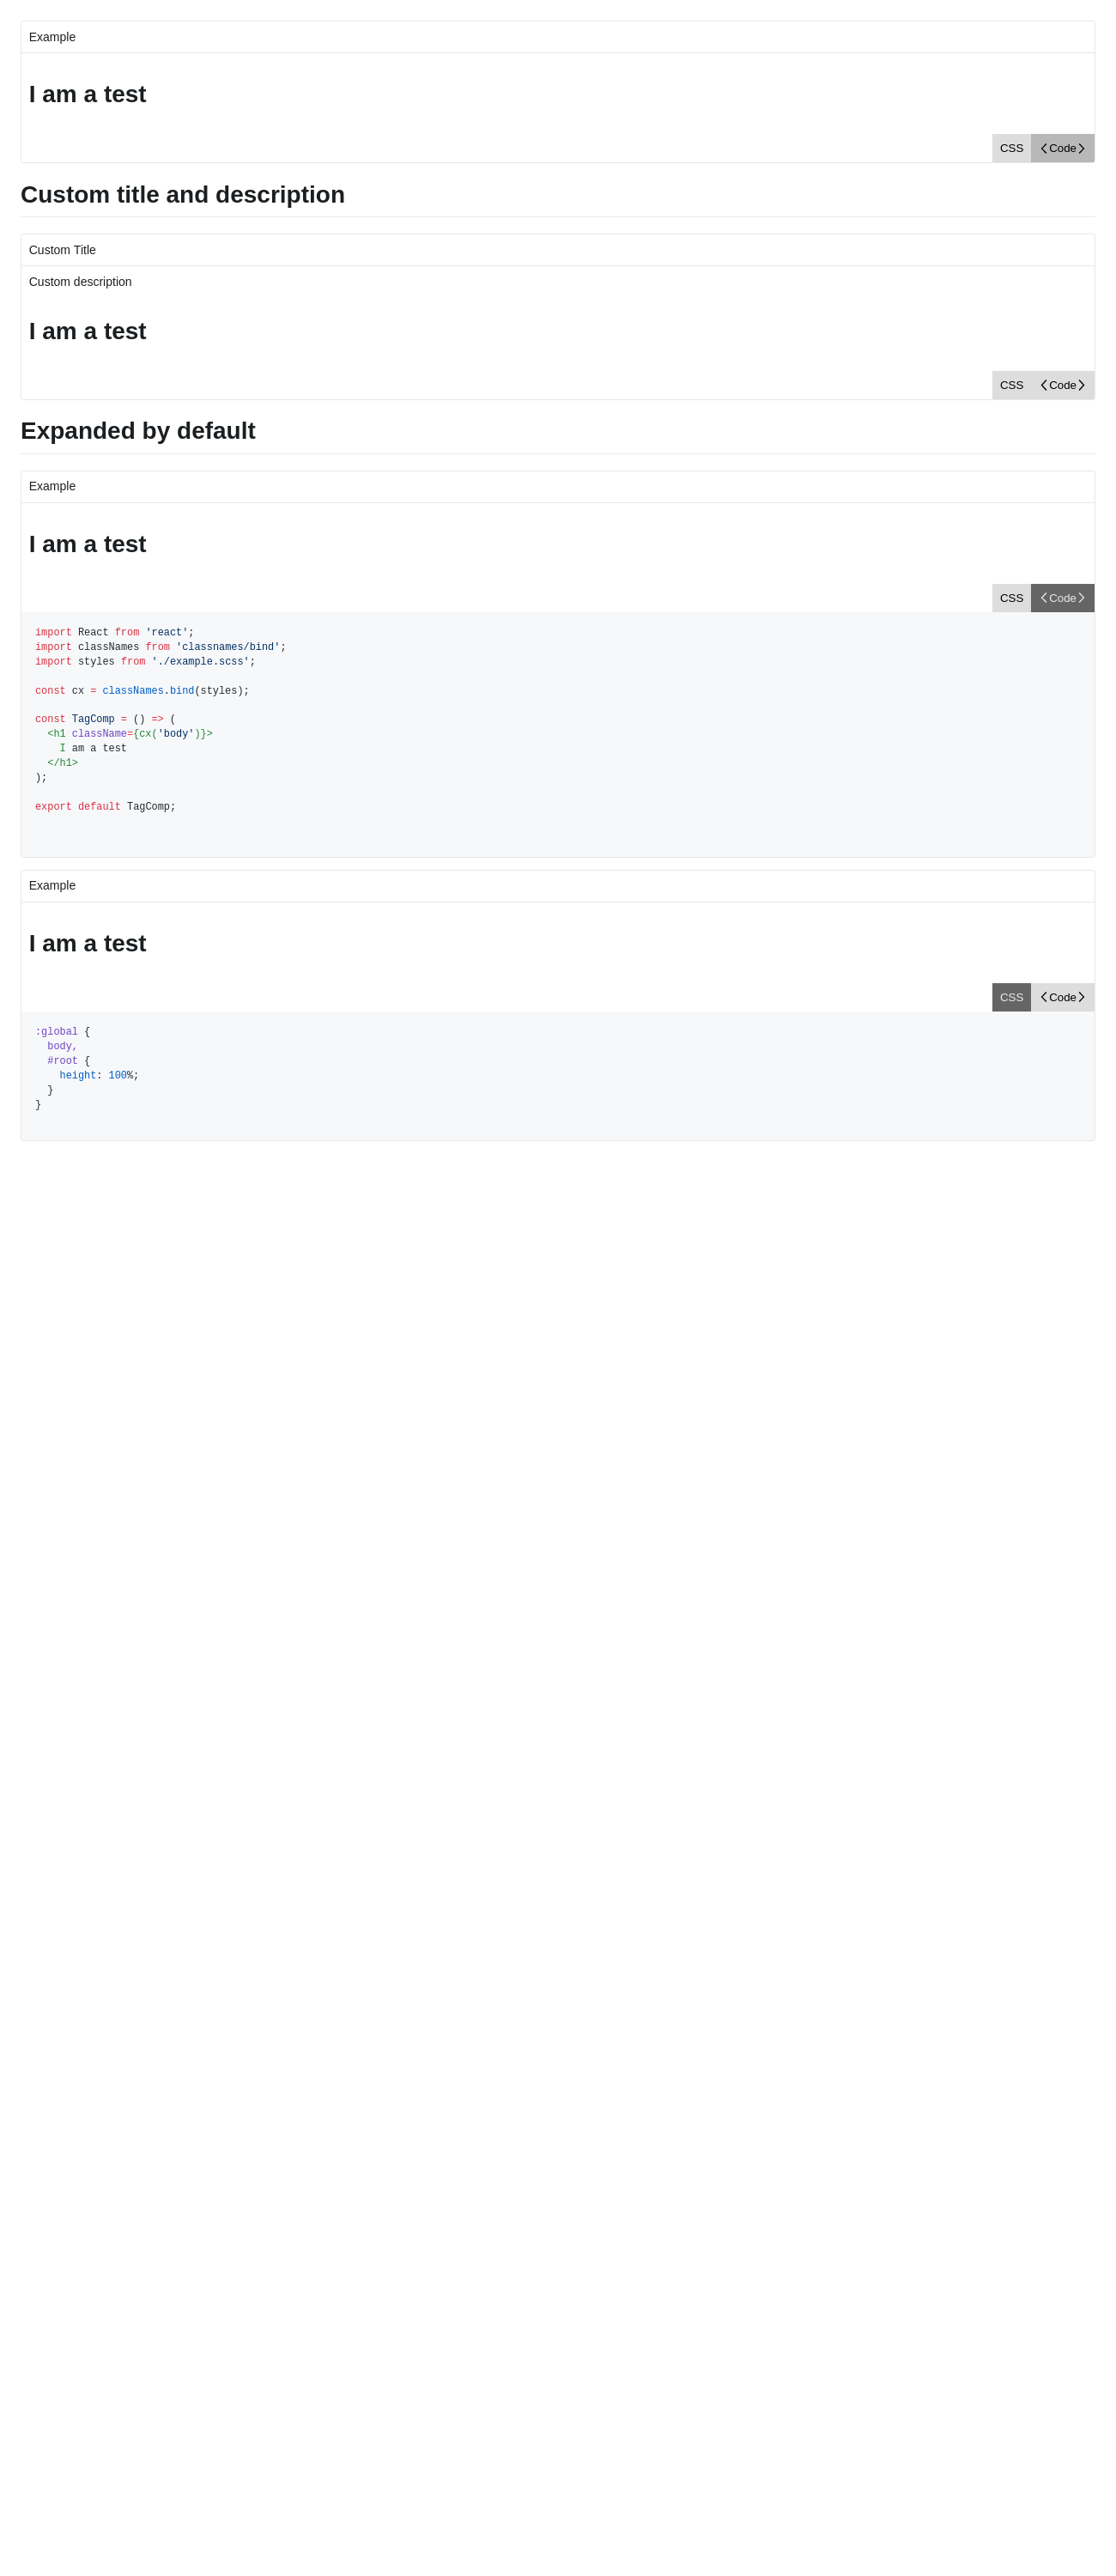 Example
I am a test
CSS
Code
Custom title and description
Custom Title
Custom description
I am a test
CSS
Code
Expanded by default
Example
I am a test
CSS
Code
import React from 'react';
import classNames from 'classnames/bind';
import styles from './example.scss';
const cx = classNames.bind(styles);
const TagComp = () => (
  <h1 className={cx('body')}>
    I am a test
  </h1>
);
export default TagComp;
Example
I am a test
CSS
Code
:global {
  body,
  #root {
    height: 100%;
  }
}